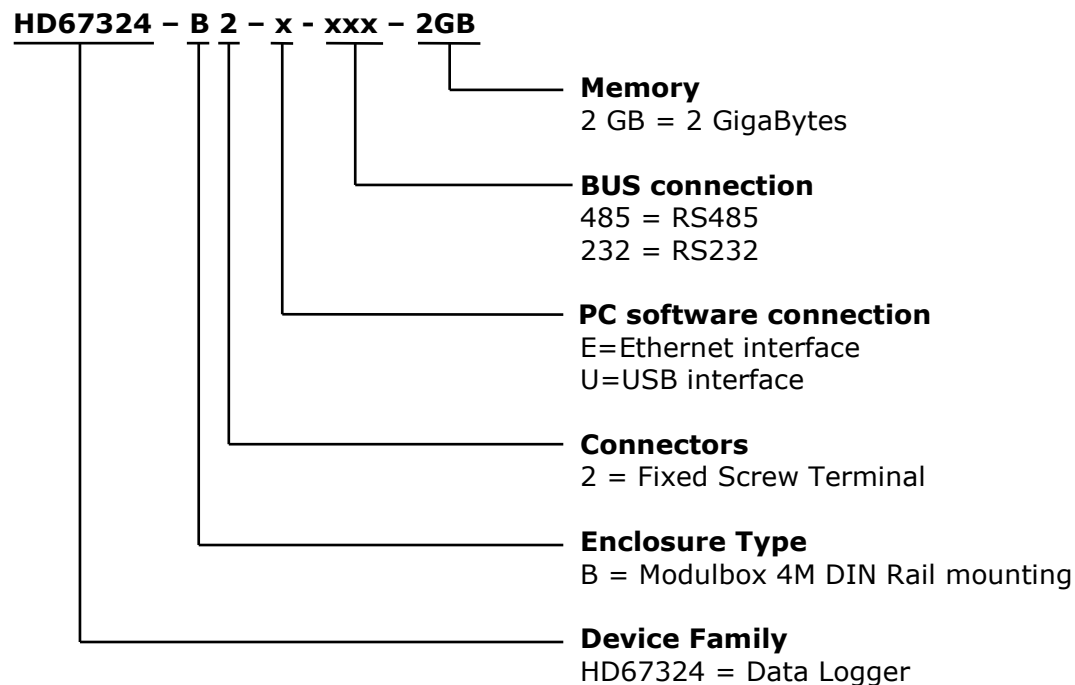 HD67324 – B 2 – x - xxx – 2GB
Memory
2 GB = 2 GigaBytes
BUS connection
485 = RS485
232 = RS232
PC software connection
E=Ethernet interface
U=USB interface
Connectors
2 = Fixed Screw Terminal
Enclosure Type
B = Modulbox 4M DIN Rail mounting
Device Family
HD67324 = Data Logger